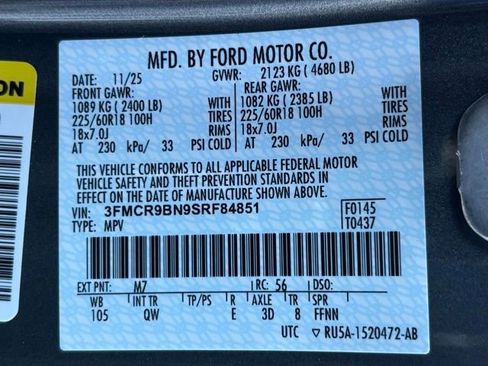 MFD. BY FORD MOTOR CO.
DATE: 11/25 GVWR: 2123 KG ( 4680 LB)
FRONT GAWR: REAR GAWR:
1089 KG ( 2400 LB) WITH 1082 KG ( 2385 LB) WITH
225/60R18 100H TIRES 225/60R18 100H TIRES
18x7.0J RIMS 18x7.0J RIMS
AT 230 kPa/ 33 PSI COLD AT 230 kPa/ 33 PSI COLD
THIS VEHICLE CONFORMS TO ALL APPLICABLE FEDERAL MOTOR
VEHICLE SAFETY AND THEFT PREVENTION STANDARDS IN
EFFECT ON THE DATE OF MANUFACTURE SHOWN ABOVE.
VIN: 3FMCR9BN9SRF84851 F0145
TYPE: MPV T0437
EXT PNT: M7 RC: 56 DSO:
WB INT TR TP/PS R AXLE TR SPR
105 QW E 3D 8 FFNN
UTC RU5A-1520472-AB